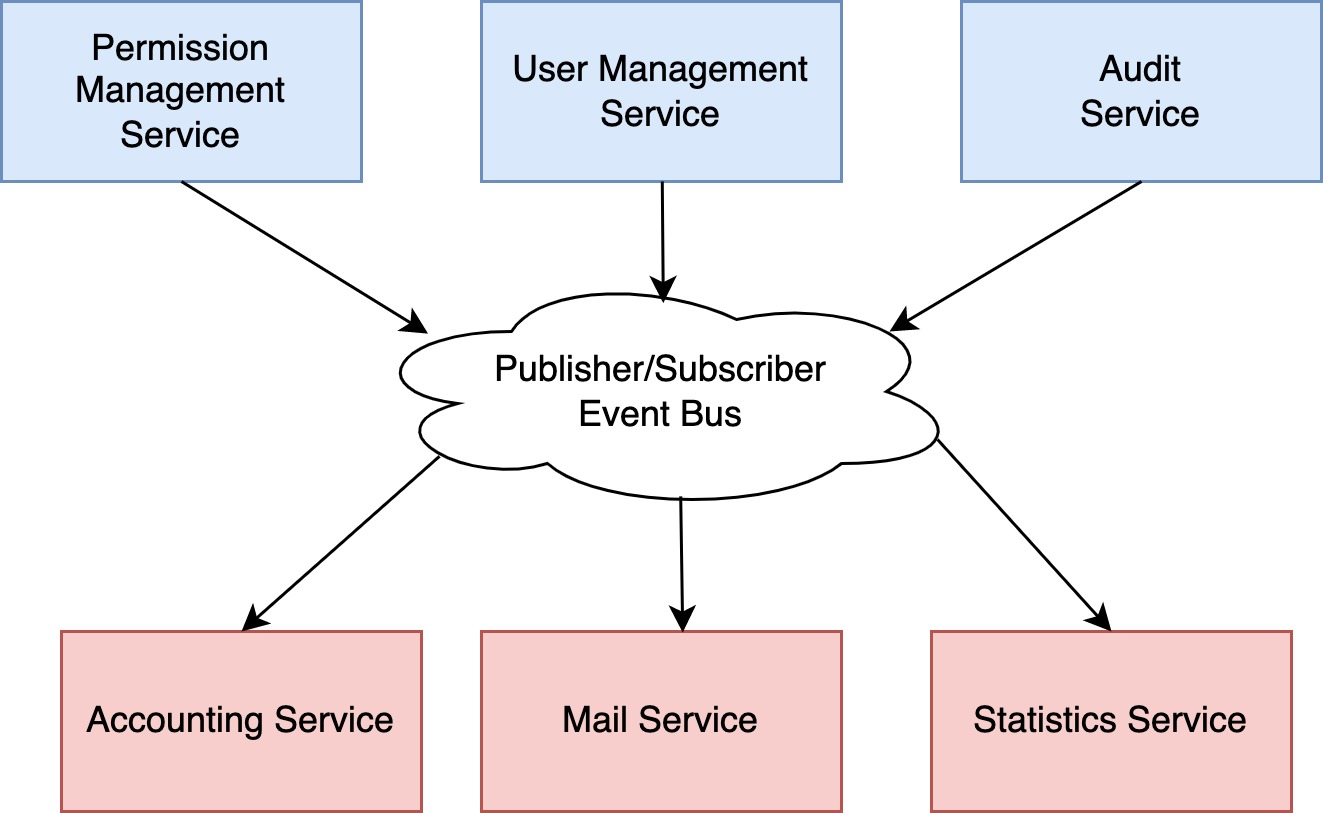 Permission
Management
Service
User Management
Service
Audit
Service
Publisher/Subscriber
Event Bus
Accounting Service
Mail Service
Statistics Service